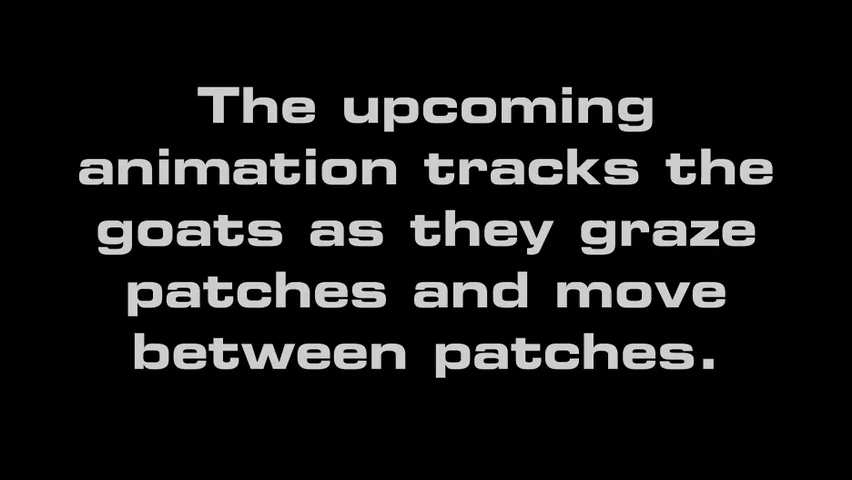 The upcoming
animation tracks the
goats as they graze
patches and move
between patches.